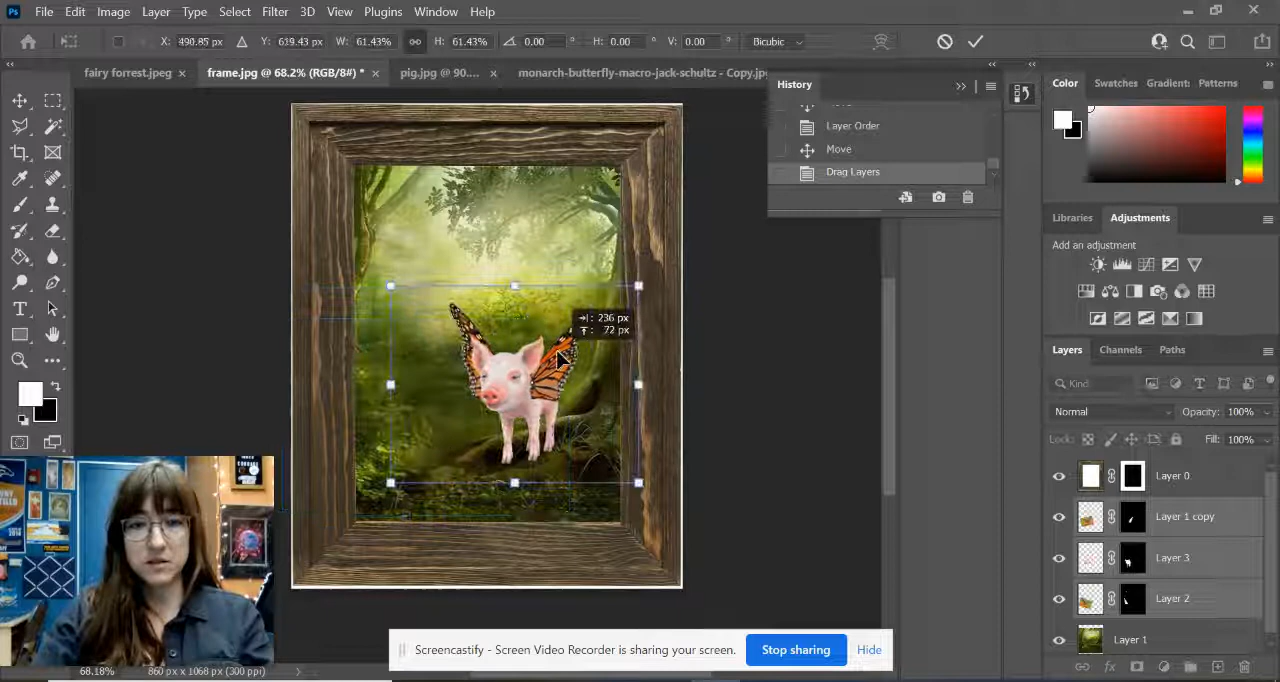 Ps File Edit Image Layer Type Select Filter 3D View Plugins Window Help
X: 490.85 px Y: 619.43 px W: 61.43% H: 61.43% 0.00 ° H: 0.00 ° V: 0.00 ° Bicubic
fairy forrest.jpeg × frame.jpg @ 68.2% (RGB/8#) * × pig.jpg @ 90.... × monarch-butterfly-macro-jack-schultz - Copy.jp
History
Layer Order
Move
Drag Layers
Color Swatches Gradient: Patterns
Libraries Adjustments
Add an adjustment
236 px
72 px
Layers Channels Paths
Kind
Normal Opacity: 100%
Lock: Fill: 100%
Layer 0
Layer 1 copy
Layer 3
Layer 2
Layer 1
Screencastify - Screen Video Recorder is sharing your screen. Stop sharing Hide
68.18% 860 px x 1068 px (300 ppi)